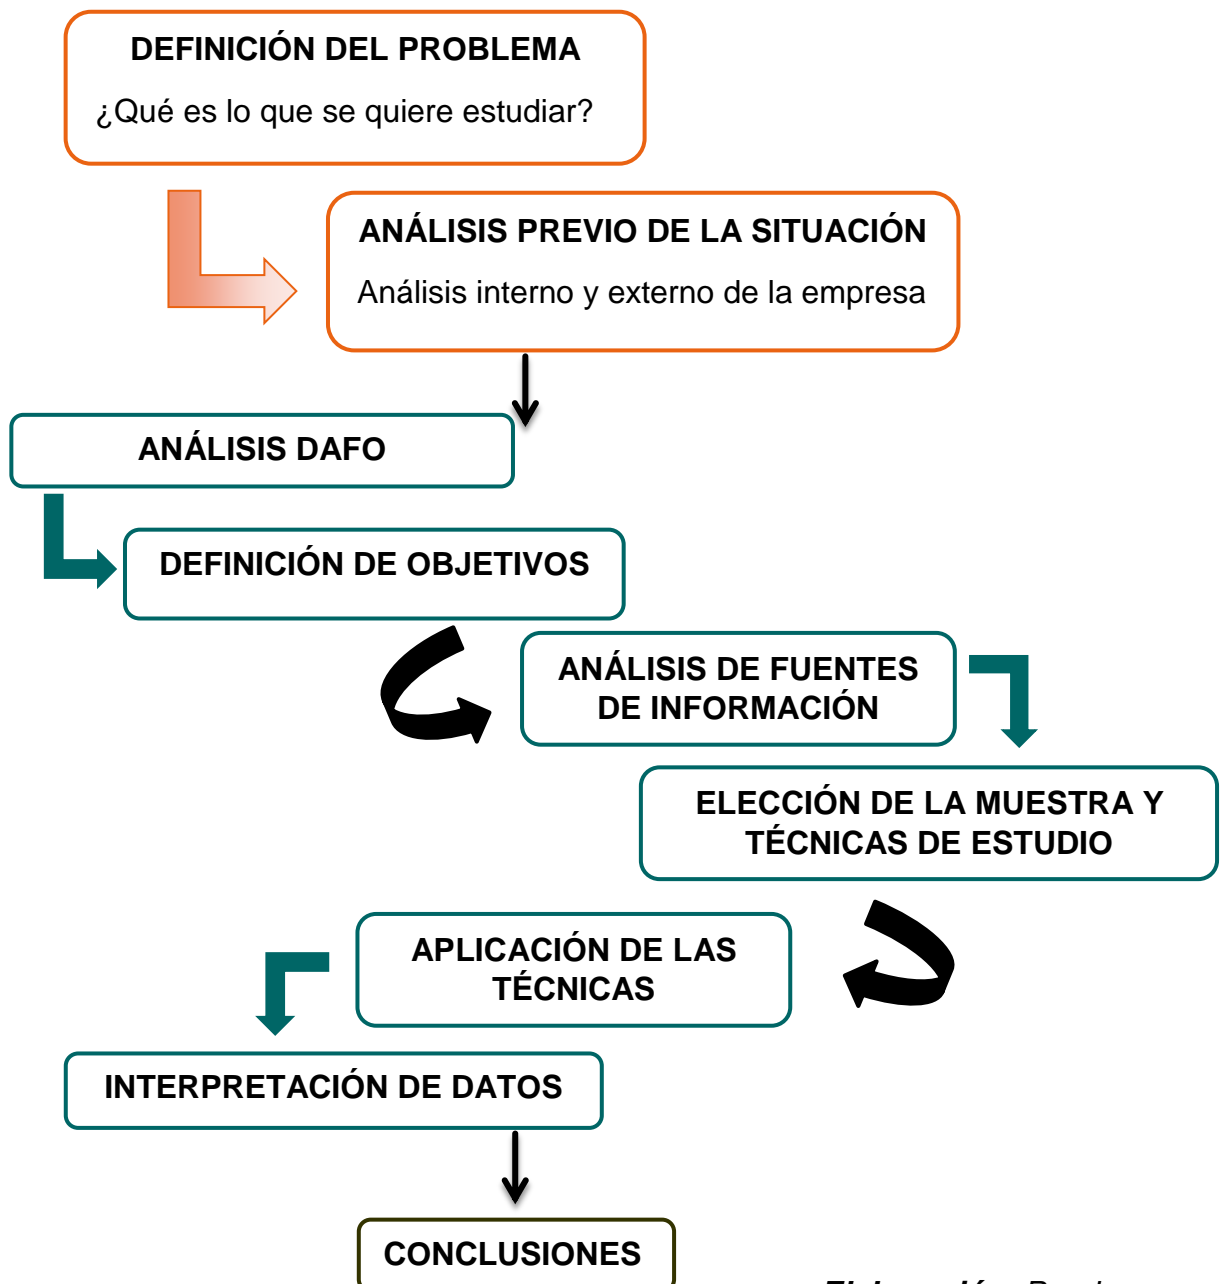 DEFINICIÓN DEL PROBLEMA
¿Qué es lo que se quiere estudiar?
ANÁLISIS PREVIO DE LA SITUACIÓN
Análisis interno y externo de la empresa
ANÁLISIS DAFO
DEFINICIÓN DE OBJETIVOS
ANÁLISIS DE FUENTES
DE INFORMACIÓN
ELECCIÓN DE LA MUESTRA Y
TÉCNICAS DE ESTUDIO
APLICACIÓN DE LAS
TÉCNICAS
INTERPRETACIÓN DE DATOS
CONCLUSIONES